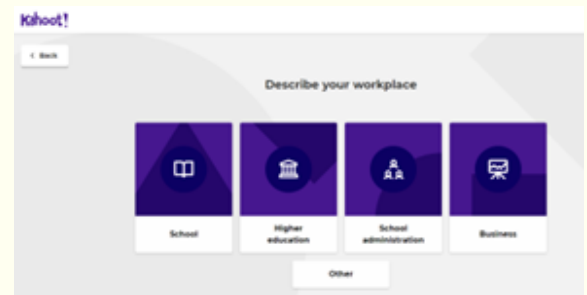 Kahoot!
< Back
Describe your workplace
School
Higher
education
School
administration
Business
Other